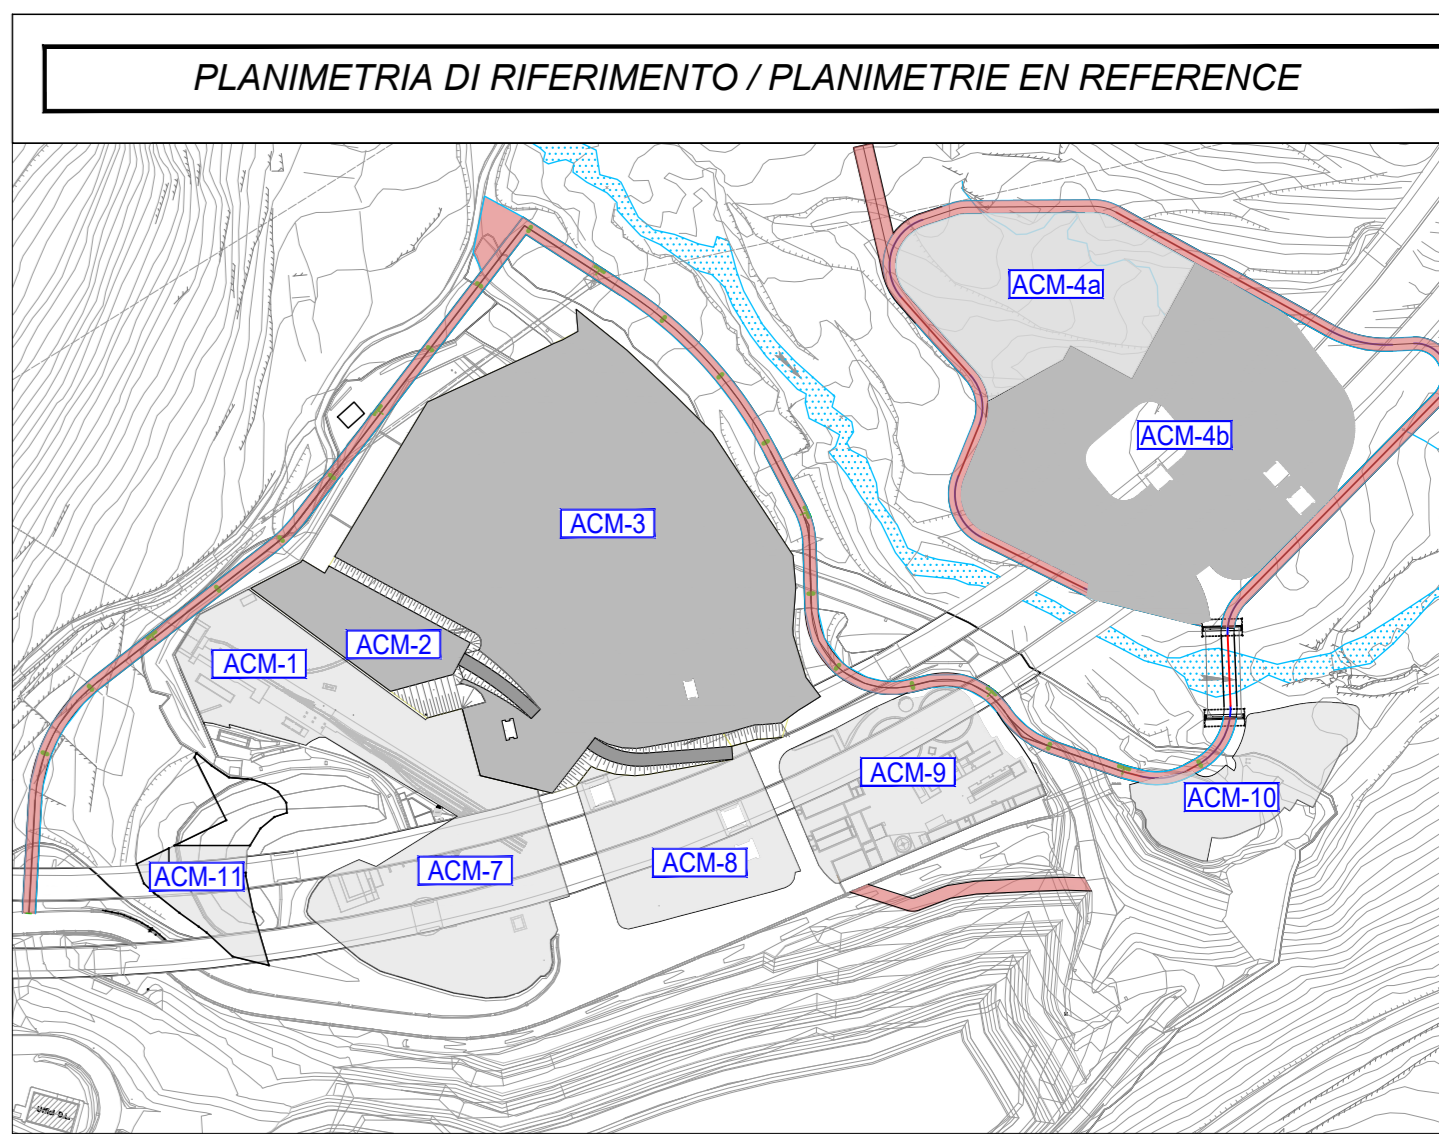 PLANIMETRIA DI RIFERIMENTO / PLANIMETRIE EN REFERENCE
ACM-4a
ACM-4b
ACM-3
ACM-2
ACM-1
ACM-9
ACM-10
ACM-8
ACM-7
ACM-11
Uffici D.L.